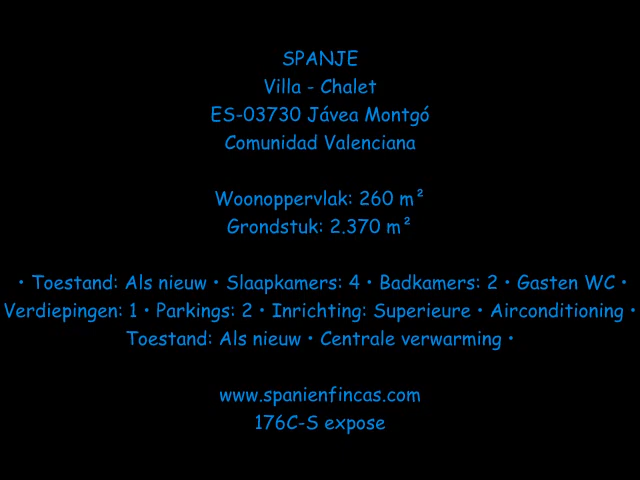 SPANJE
Villa - Chalet
ES-03730 Jávea Montgó
Comunidad Valenciana
Woonoppervlak: 260 m²
Grondstuk: 2.370 m²
• Toestand: Als nieuw • Slaapkamers: 4 • Badkamers: 2 • Gasten WC •
Verdiepingen: 1 • Parkings: 2 • Inrichting: Superieure • Airconditioning •
Toestand: Als nieuw • Centrale verwarming •
www.spanienfincas.com
176C-S expose